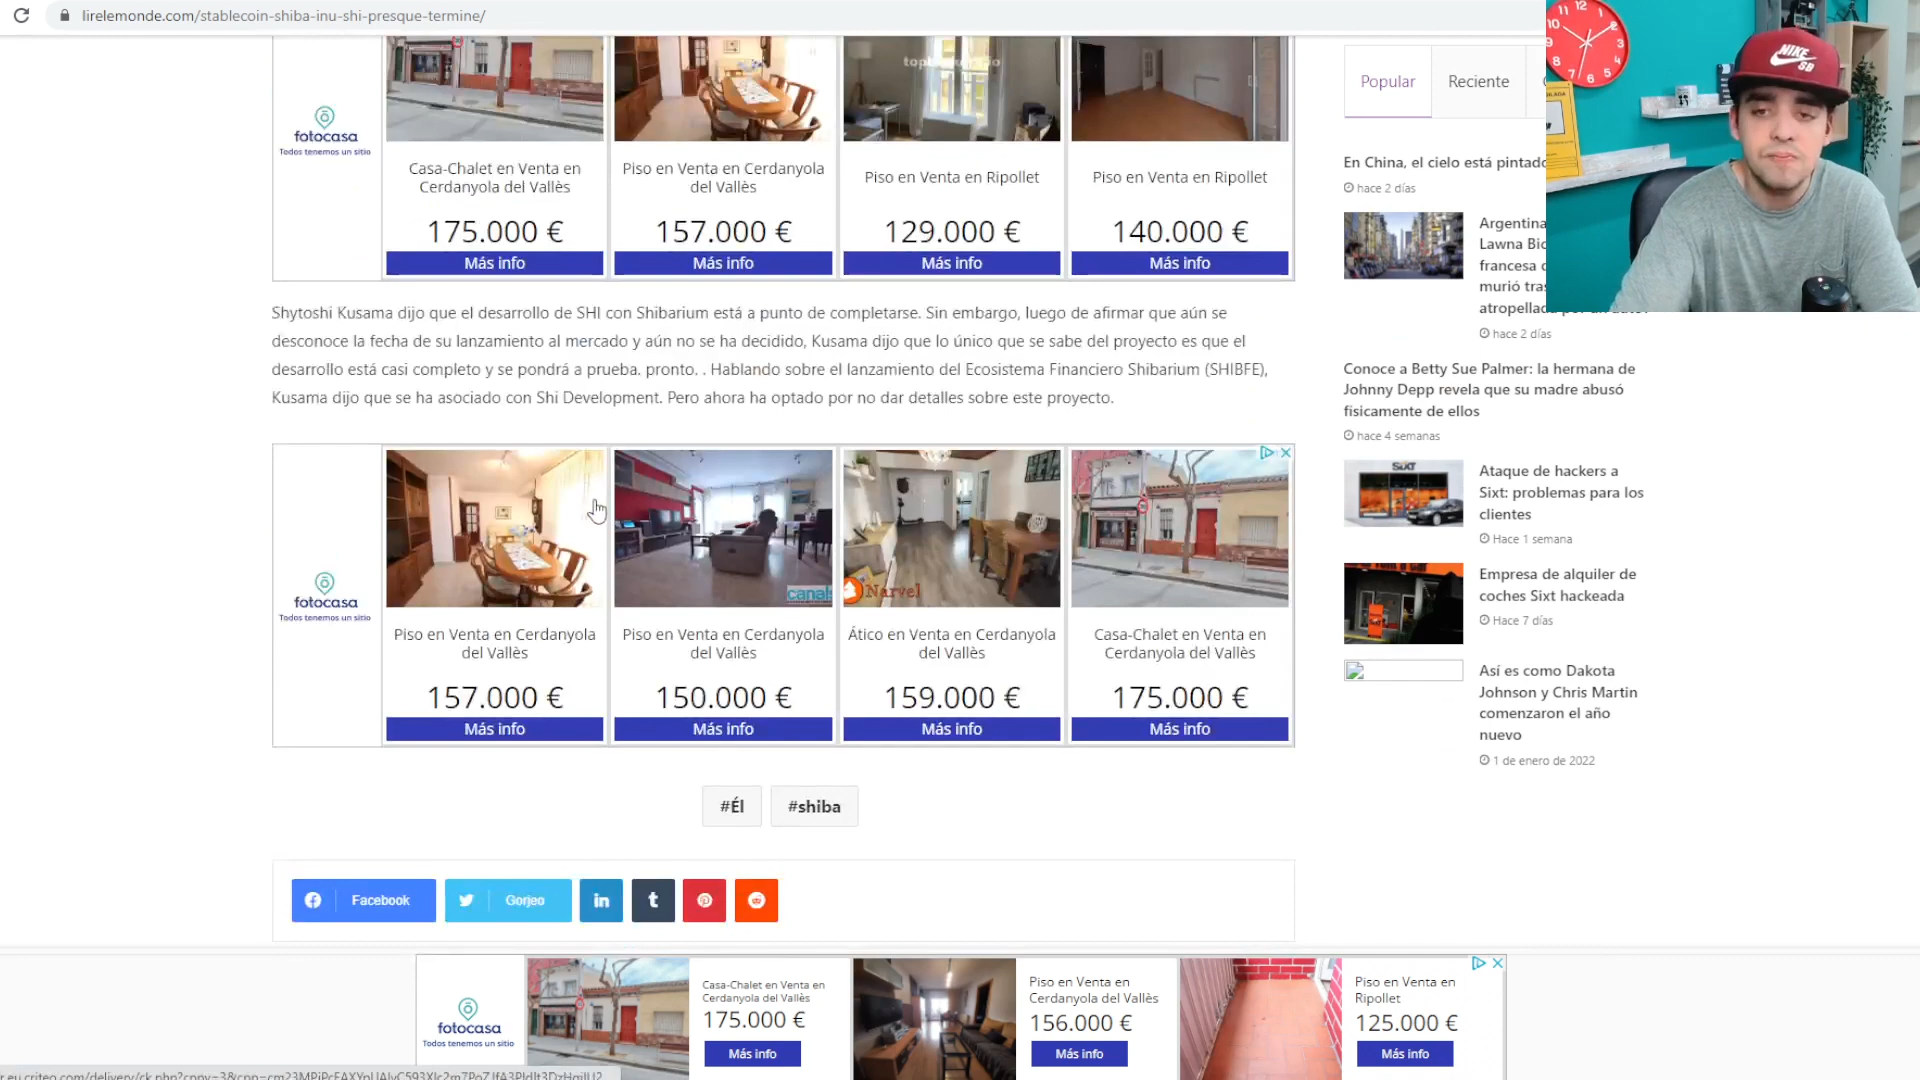 lirelemonde.com/stablecoin-shiba-inu-shi-presque-termine/
fotocasa
Todos tenemos un sitio
Casa-Chalet en Venta en
Cerdanyola del Vallès
175.000 €
Más info
Piso en Venta en Cerdanyola
del Vallès
157.000 €
Más info
Piso en Venta en Ripollet
129.000 €
Más info
Piso en Venta en Ripollet
140.000 €
Más info
Shytoshi Kusama dijo que el desarrollo de SHI con Shibarium está a punto de completarse. Sin embargo, luego de afirmar que aún se
desconoce la fecha de su lanzamiento al mercado y aún no se ha decidido, Kusama dijo que lo único que se sabe del proyecto es que el
desarrollo está casi completo y se pondrá a prueba. pronto. . Hablando sobre el lanzamiento del Ecosistema Financiero Shibarium (SHIBFE),
Kusama dijo que se ha asociado con Shi Development. Pero ahora ha optado por no dar detalles sobre este proyecto.
fotocasa
Todos tenemos un sitio
Piso en Venta en Cerdanyola
del Vallès
157.000 €
Más info
canal
Piso en Venta en Cerdanyola
del Vallès
150.000 €
Más info
Narvel
Ático en Venta en Cerdanyola
del Vallès
159.000 €
Más info
Casa-Chalet en Venta en
Cerdanyola del Vallès
175.000 €
Más info
#Él
#shiba
Facebook
Gorjeo
in
t
Popular
Reciente
En China, el cielo está pintado
hace 2 días
Argentina
francesa
murió
atropellada por un auto
hace 2 días
Conoce a Betty Sue Palmer: la hermana de
Johnny Depp revela que su madre abusó
físicamente de ellos
hace 4 semanas
SIXT
Ataque de hackers a
Sixt: problemas para los
clientes
Hace 1 semana
Empresa de alquiler de
coches Sixt hackeada
Hace 7 días
Así es como Dakota
Johnson y Chris Martin
comenzaron el año
nuevo
1 de enero de 2022
NIKE
SB
fotocasa
Todos tenemos un sitio
Casa-Chalet en Venta en
Cerdanyola del Vallès
175.000 €
Más info
Piso en Venta en
Cerdanyola del Vallès
156.000 €
Más info
Piso en Venta en
Ripollet
125.000 €
Más info